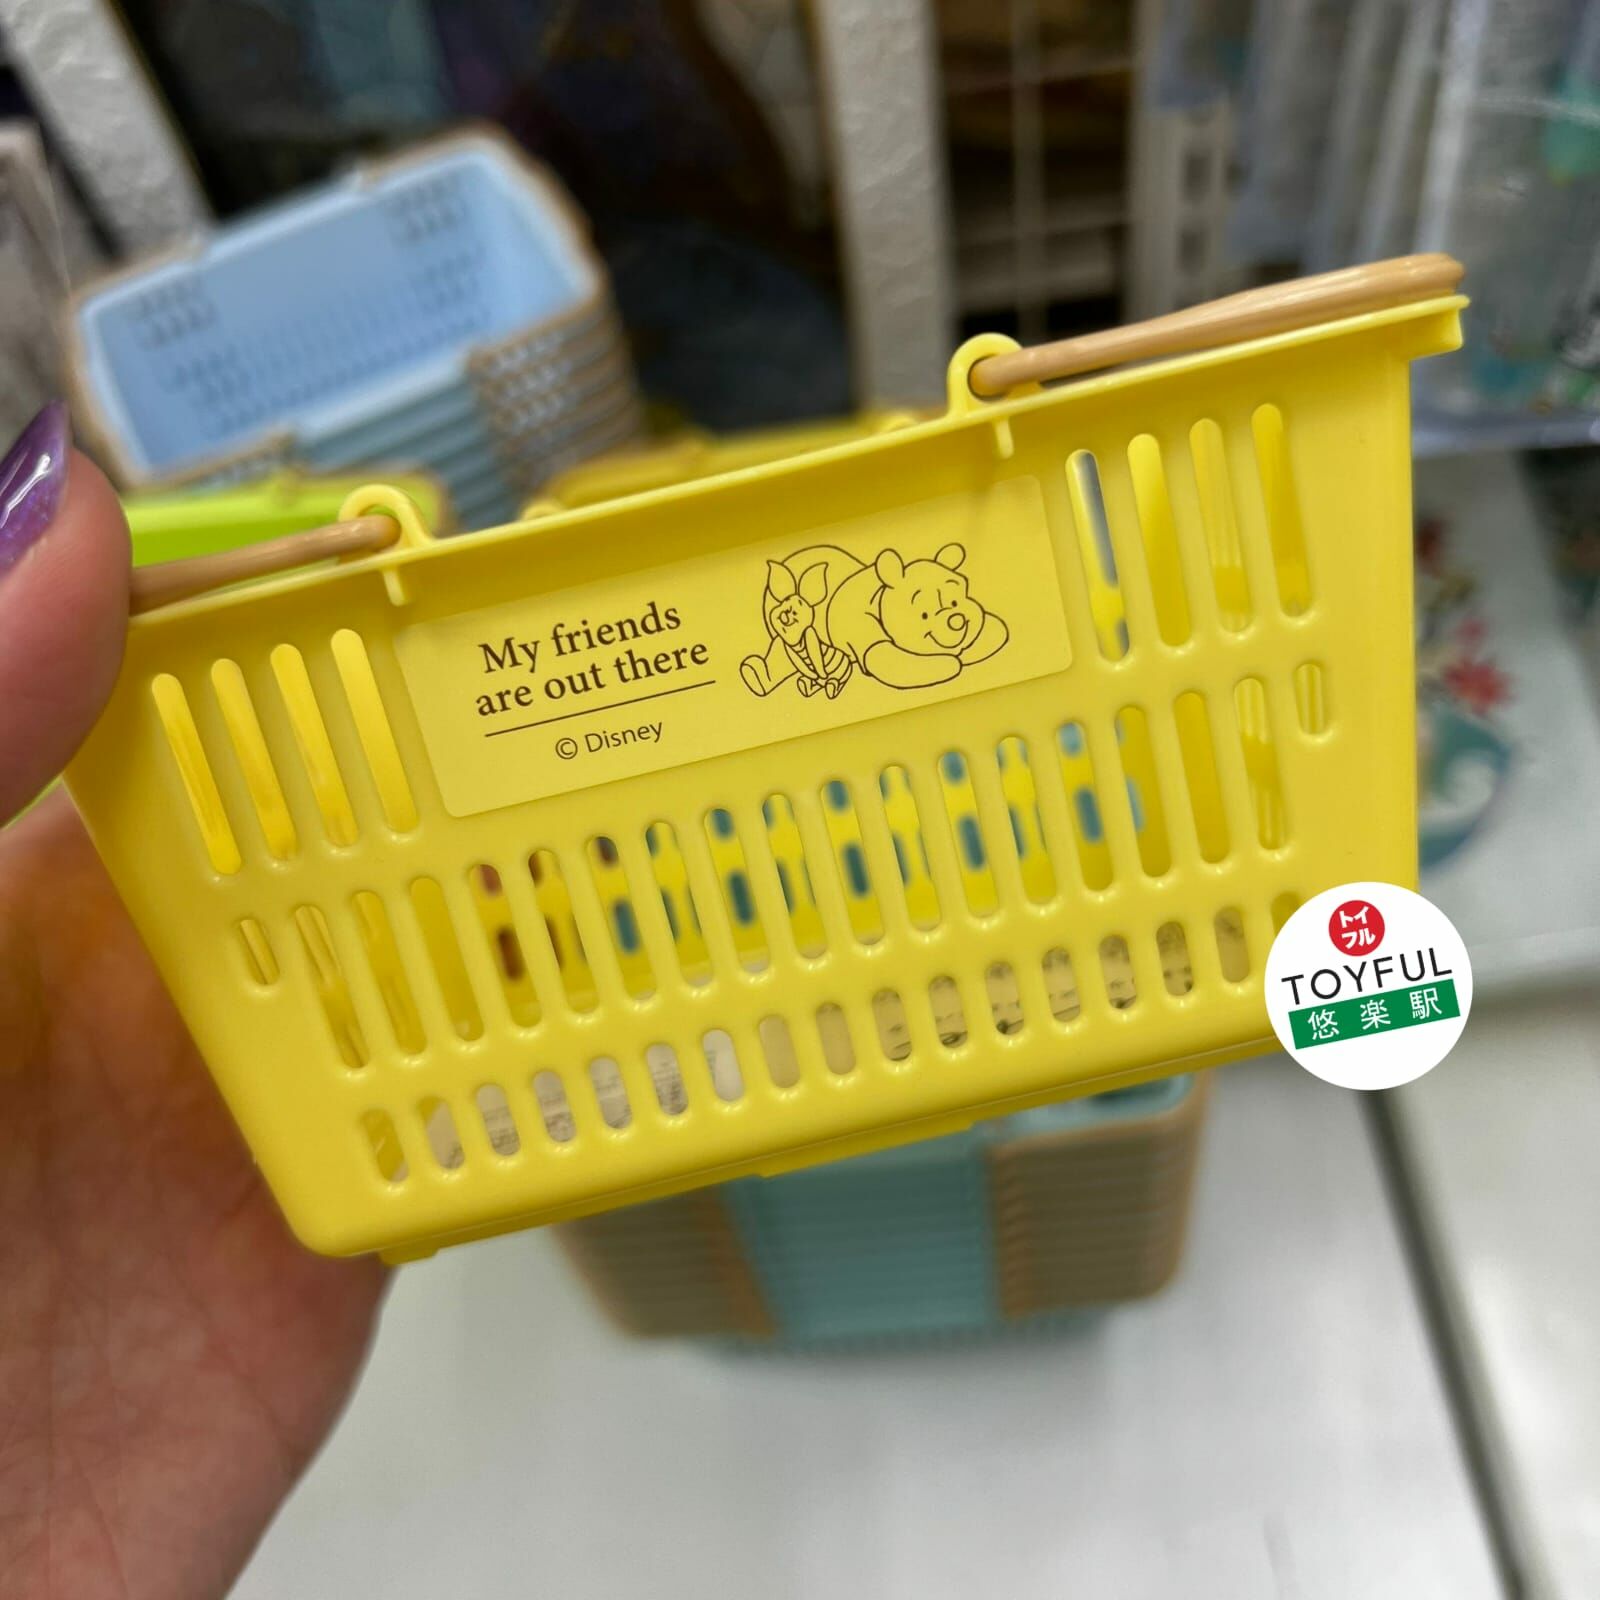 My friends
are out there
© Disney
トイ
フル
TOYFUL
悠楽駅